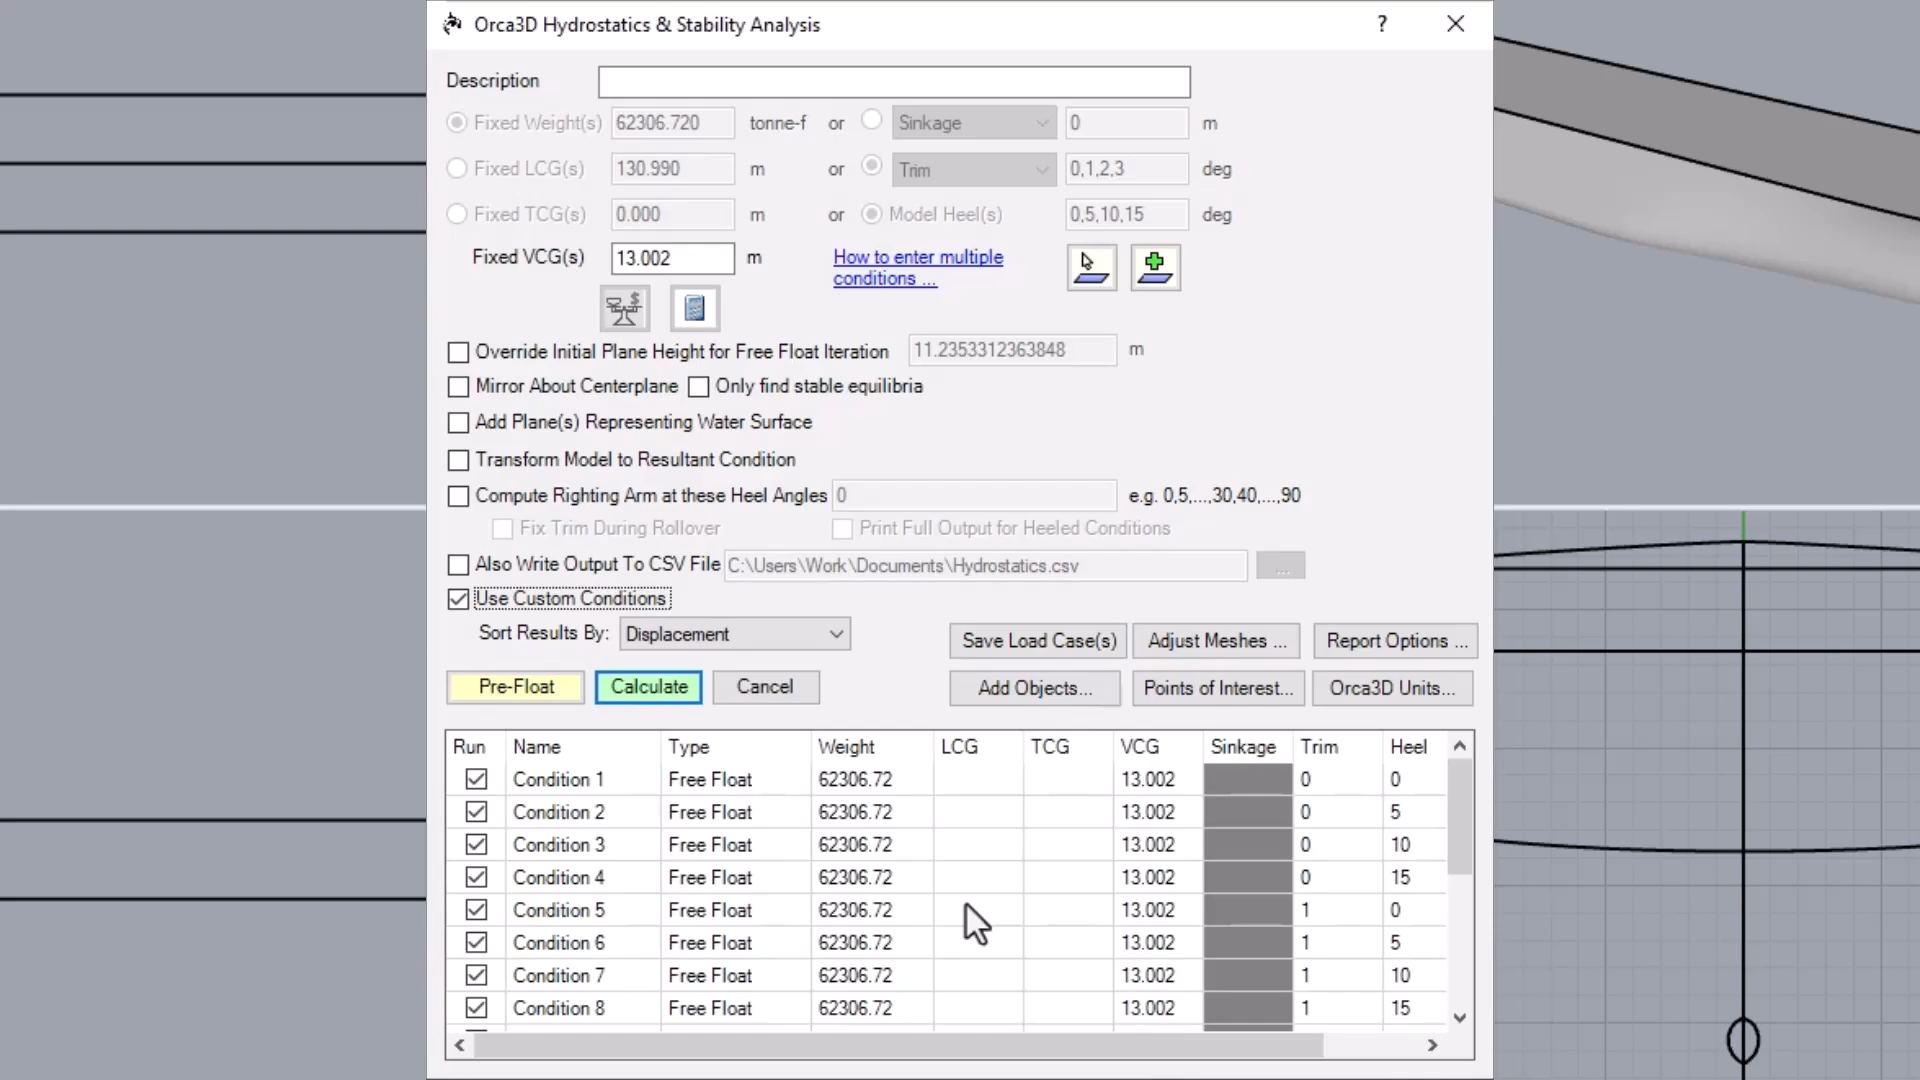 Orca3D Hydrostatics & Stability Analysis ?
Description
Fixed Weight(s) 62306.720 tonne-f or Sinkage 0 m
Fixed LCG(s) 130.990 m or Trim 0,1,2,3 deg
Fixed TCG(s) 0.000 m or Model Heel(s) 0,5,10,15 deg
Fixed VCG(s) 13.002 m How to enter multiple
conditions ...
Override Initial Plane Height for Free Float Iteration 11.2353312363848 m
Mirror About Centerplane Only find stable equilibria
Add Plane(s) Representing Water Surface
Transform Model to Resultant Condition
Compute Righting Arm at these Heel Angles 0 e.g. 0,5,...,30,40,...,90
Fix Trim During Rollover Print Full Output for Heeled Conditions
Also Write Output To CSV File C:\Users\Work\Documents\Hydrostatics.csv ...
Use Custom Conditions
Sort Results By: Displacement Save Load Case(s) Adjust Meshes ... Report Options ...
Pre-Float Calculate Cancel Add Objects... Points of Interest... Orca3D Units...
Run Name Type Weight LCG TCG VCG Sinkage Trim Heel
Condition 1 Free Float 62306.72 13.002 0 0
Condition 2 Free Float 62306.72 13.002 0 5
Condition 3 Free Float 62306.72 13.002 0 10
Condition 4 Free Float 62306.72 13.002 0 15
Condition 5 Free Float 62306.72 13.002 1 0
Condition 6 Free Float 62306.72 13.002 1 5
Condition 7 Free Float 62306.72 13.002 1 10
Condition 8 Free Float 62306.72 13.002 1 15